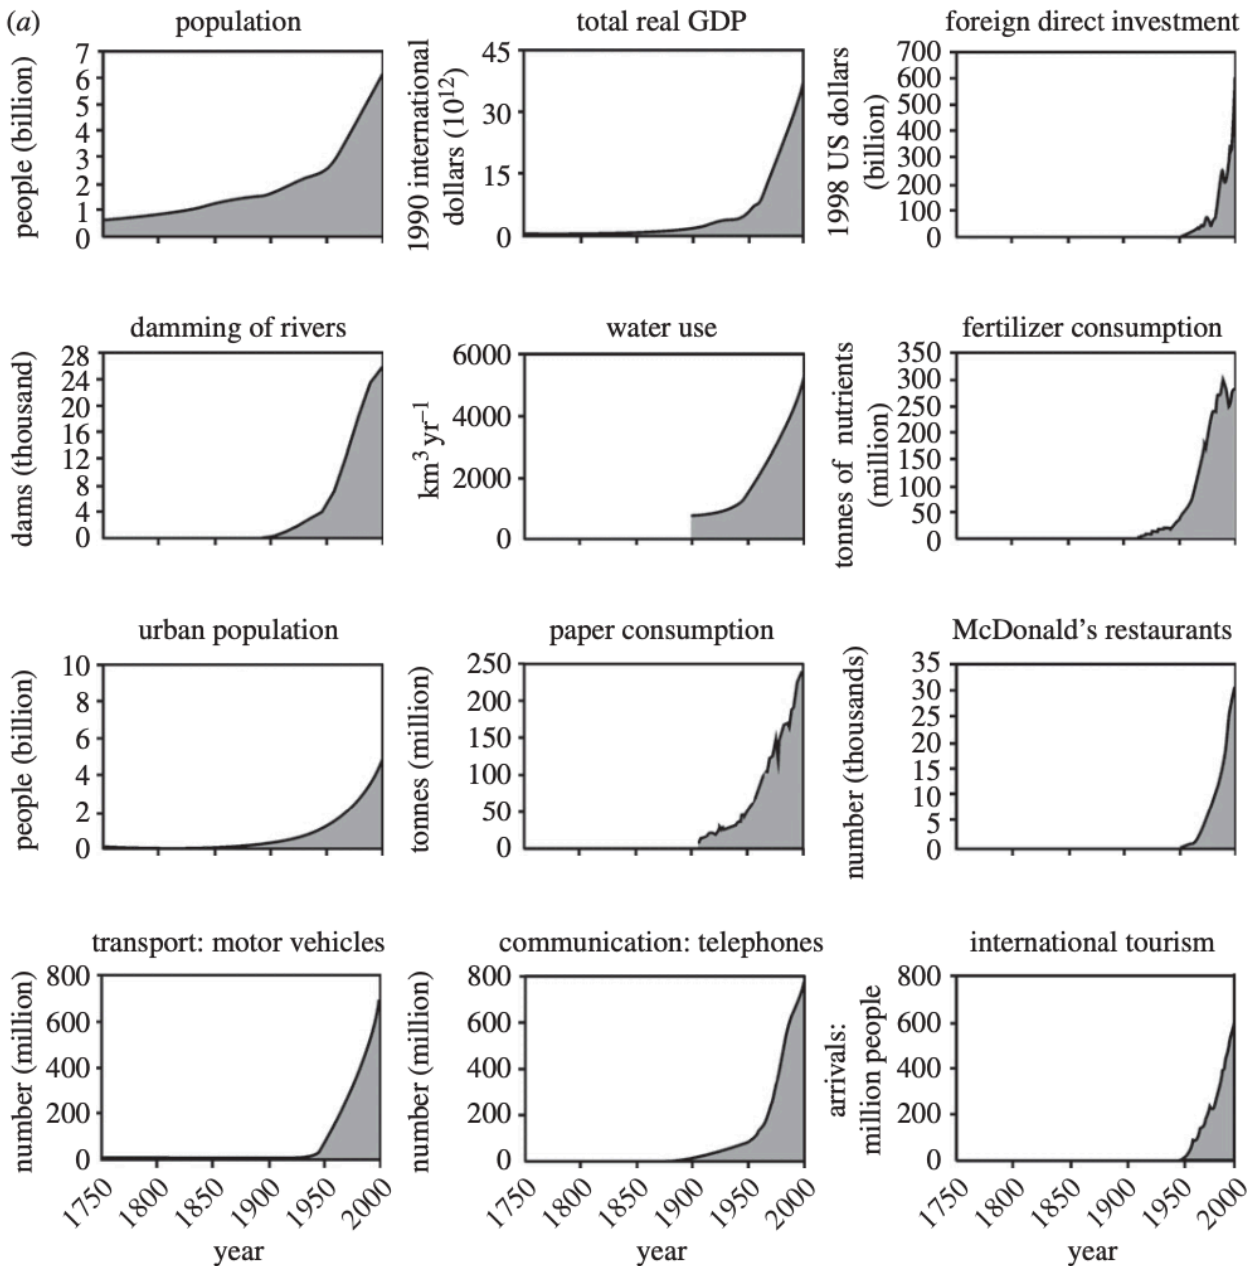 (a)
population
people (billion)
7
6
5
4
3
2
1
0
total real GDP
1990 international
dollars (10¹²)
45
30
15
0
foreign direct investment
1998 US dollars
(billion)
700
600
500
400
300
200
100
0
damming of rivers
dams (thousand)
28
24
20
16
12
8
4
0
water use
km³ yr⁻¹
6000
4000
2000
0
fertilizer consumption
tonnes of nutrients
(million)
350
300
250
200
150
100
50
0
urban population
people (billion)
10
8
6
4
2
0
paper consumption
tonnes (million)
250
200
150
100
50
0
McDonald’s restaurants
number (thousands)
35
30
25
20
15
10
5
0
transport: motor vehicles
number (million)
800
600
400
200
0
1750
1800
1850
1900
1950
2000
year
communication: telephones
number (million)
800
600
400
200
0
1750
1800
1850
1900
1950
2000
year
international tourism
arrivals:
million people
800
600
400
200
0
1750
1800
1850
1900
1950
2000
year